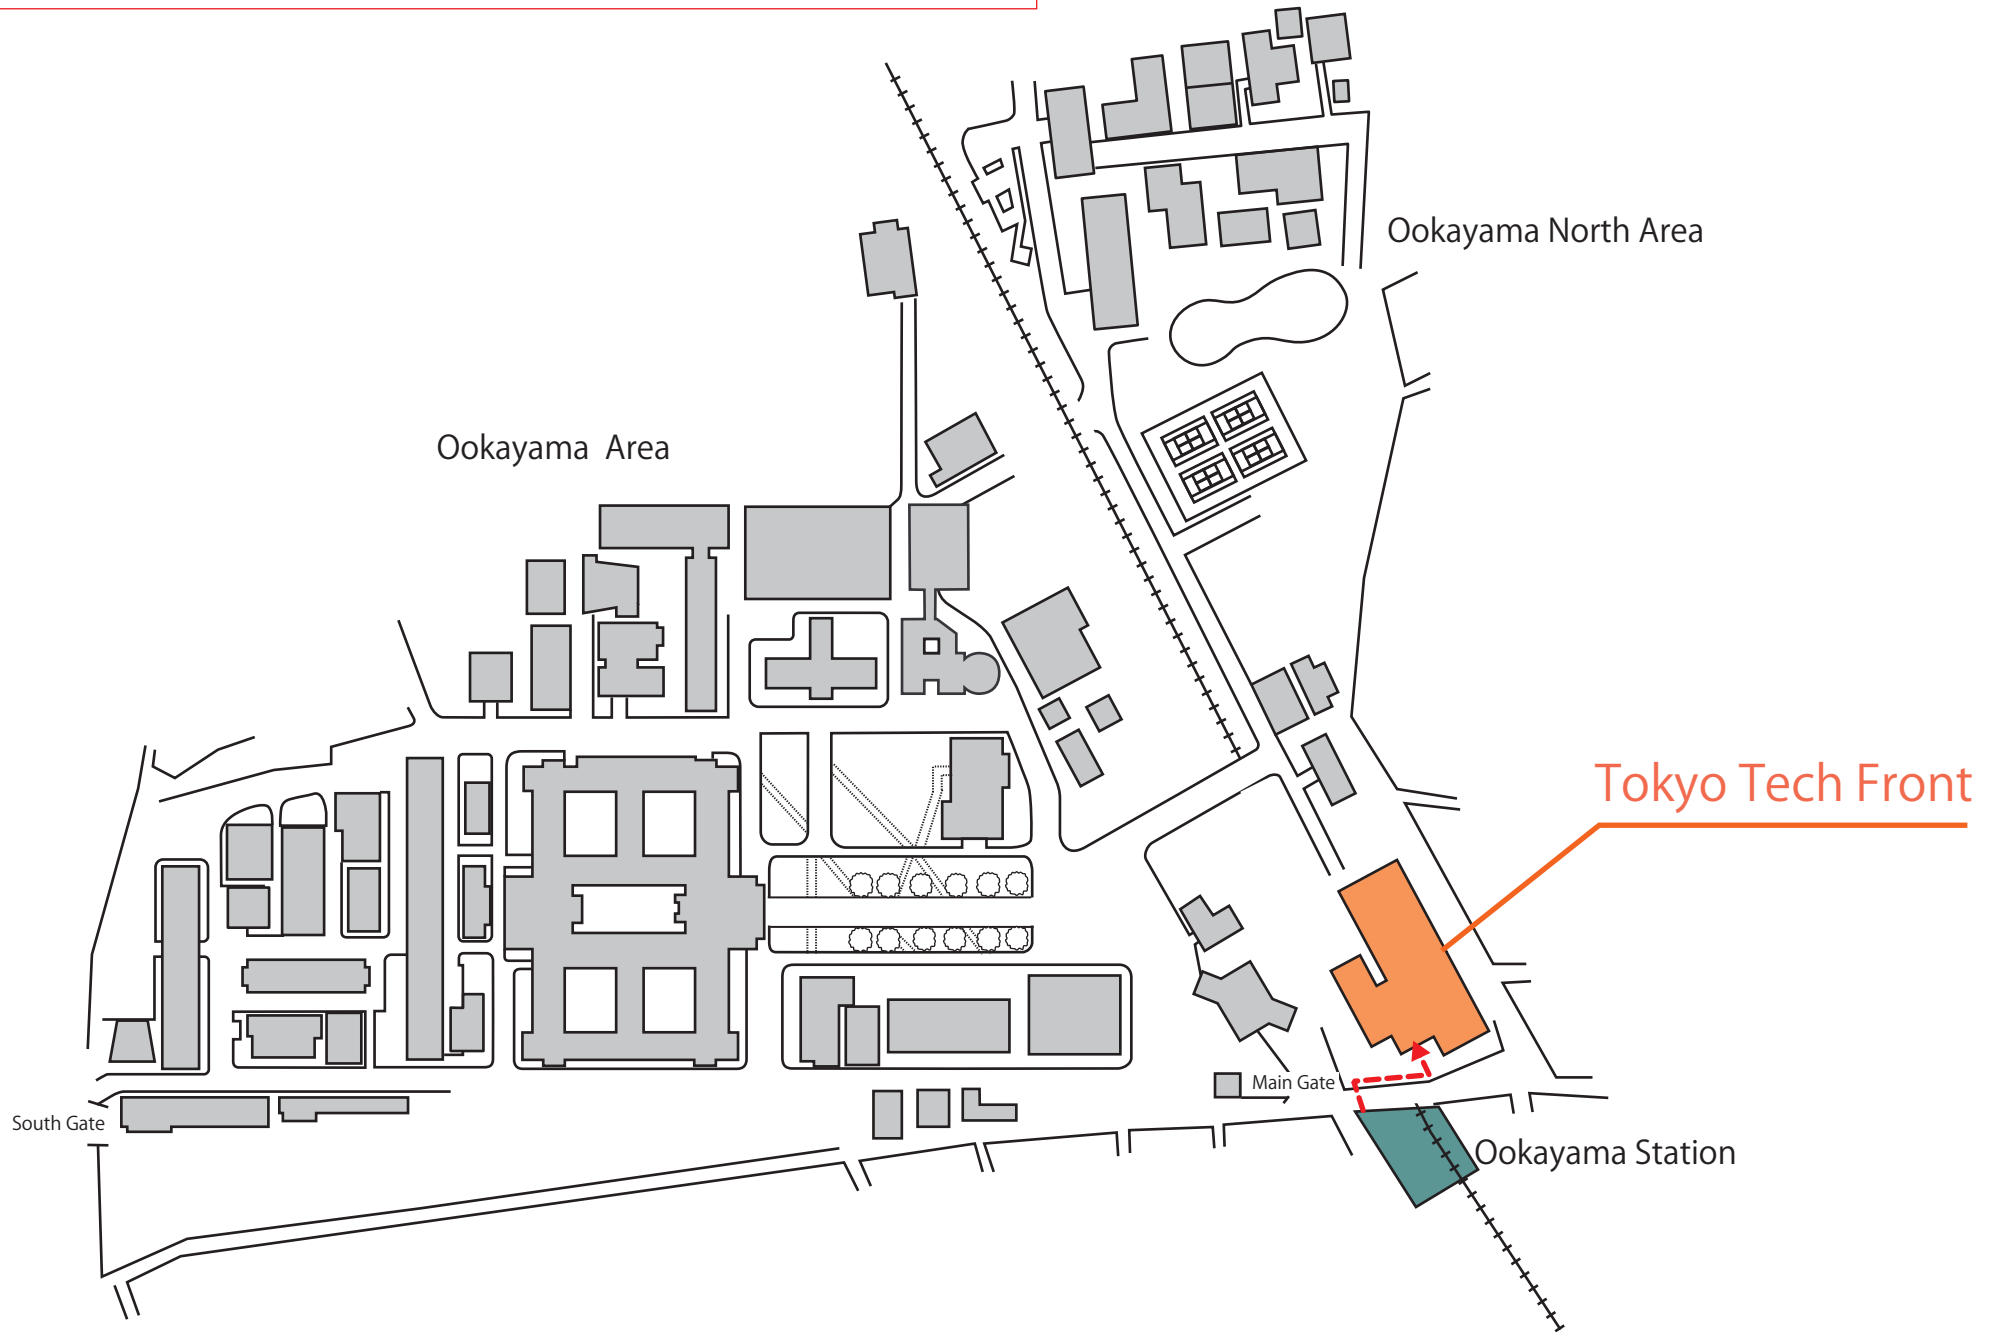 Ookayama North Area
Ookayama Area
Tokyo Tech Front
Main Gate
South Gate
Ookayama Station